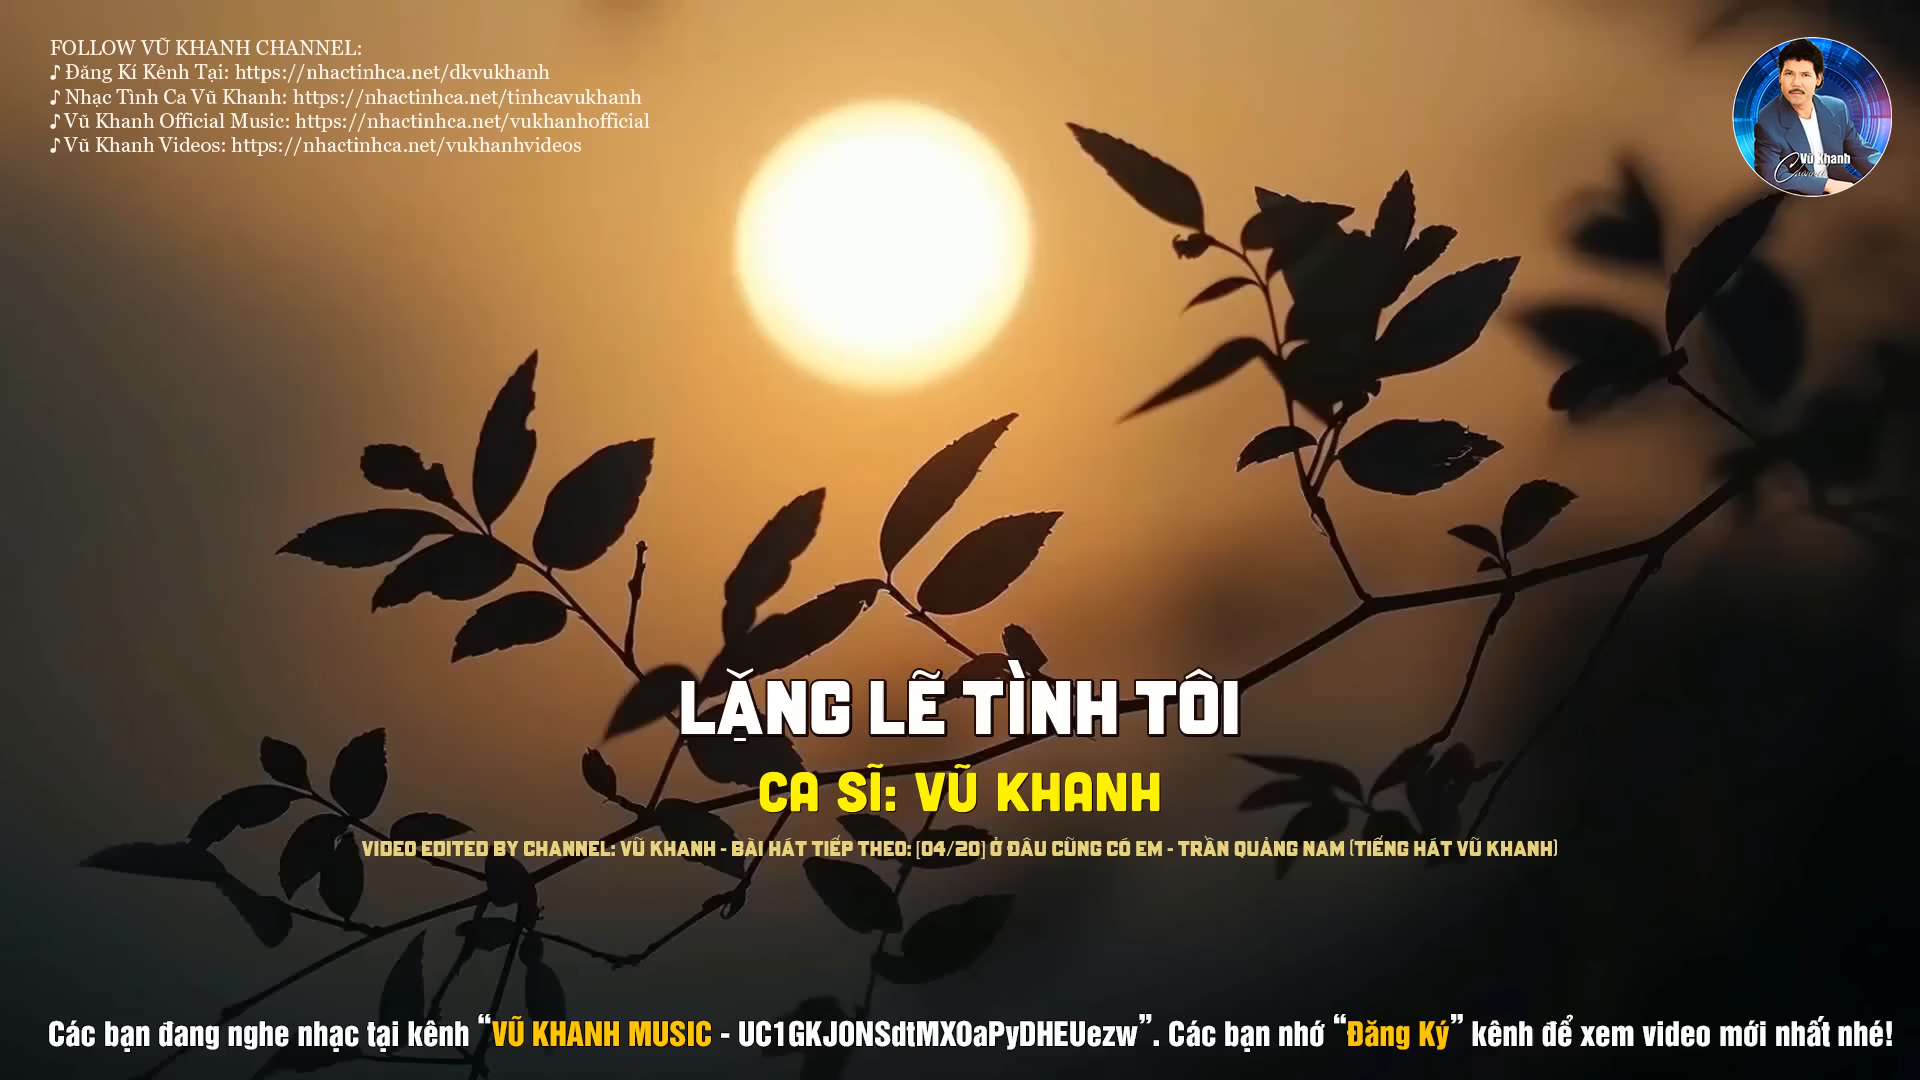 FOLLOW VŨ KHANH CHANNEL:
♪ Đăng Kí Kênh Tại: https://nhactinhca.net/dkvukhanh
♪ Nhạc Tình Ca Vũ Khanh: https://nhactinhca.net/tinhcavukhanh
♪ Vũ Khanh Official Music: https://nhactinhca.net/vukhanhofficial
♪ Vũ Khanh Videos: https://nhactinhca.net/vukhanhvideos
Vũ Khanh
Channel
LẶNG LẼ TÌNH TÔI
CA SĨ: VŨ KHANH
VIDEO EDITED BY CHANNEL: VŨ KHANH - BÀI HÁT TIẾP THEO: [04/20] Ở ĐÂU CŨNG CÓ EM - TRẦN QUẢNG NAM (TIẾNG HÁT VŨ KHANH)
Các bạn đang nghe nhạc tại kênh “VŨ KHANH MUSIC - UC1GKJ0NSdtMX0aPyDHEUezw”. Các bạn nhớ “Đăng Ký” kênh để xem video mới nhất nhé!